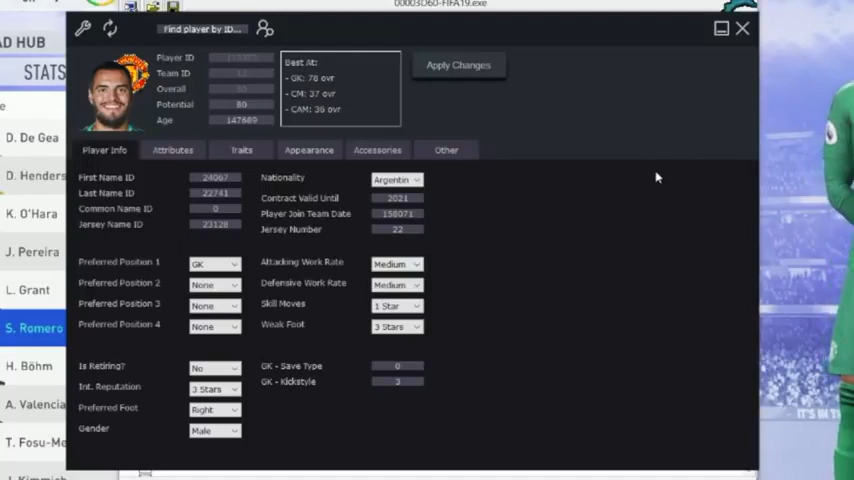 00003D60-FIFA19.exe
Find player by ID...
AD HUB
STATS
D. De Gea
D. Henders
K. O'Hara
J. Pereira
L. Grant
S. Romero
H. Böhm
A. Valencia
T. Fosu-Me
J. Kimmich
Player ID
Team ID
Overall
Potential 80
Age 147689
Best At:
- GK: 78 ovr
- CM: 37 ovr
- CAM: 36 ovr
Apply Changes
Player Info Attributes Traits Appearance Accessories Other
First Name ID 24067
Last Name ID 22741
Common Name ID 0
Jersey Name ID 23128
Nationality Argentin
Contract Valid Until 2021
Player Join Team Date 158071
Jersey Number 22
Preferred Position 1 GK
Preferred Position 2 None
Preferred Position 3 None
Preferred Position 4 None
Attacking Work Rate Medium
Defensive Work Rate Medium
Skill Moves 1 Star
Weak Foot 3 Stars
Is Retiring? No
Int. Reputation 3 Stars
Preferred Foot Right
Gender Male
GK - Save Type 0
GK - Kickstyle 3
IT'S IN T